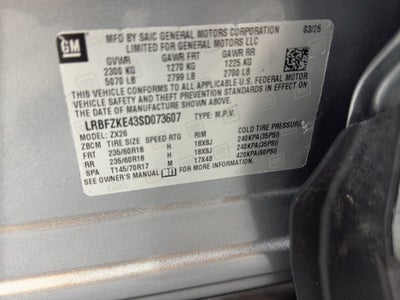 GM
MFD BY SAIC GENERAL MOTORS CORPORATION 03/25
LIMITED FOR GENERAL MOTORS LLC
GVWR GAWR FRT GAWR RR
2300 KG 1270 KG 1225 KG
5070 LB 2799 LB 2700 LB
THIS VEHICLE CONFORMS TO ALL APPLICABLE U.S. FEDERAL MOTOR
VEHICLE SAFETY, BUMPER, AND THEFT PREVENTION STANDARDS IN
EFFECT ON THE DATE OF MANUFACTURE SHOWN ABOVE.
LRBFZKE43SD073607 TYPE: M.P.V.
MODEL: ZX26
ZBCM TIRE SIZE SPEED RTG RIM COLD TIRE PRESSURE
FRT 235/60R18 H 18X8J 240KPA(35PSI)
RR 235/60R18 H 18X8J 240KPA(35PSI)
SPA T145/70R17 M 17X4B 420KPA(60PSI)
SEE OWNER'S MANUAL FOR MORE INFORMATION.